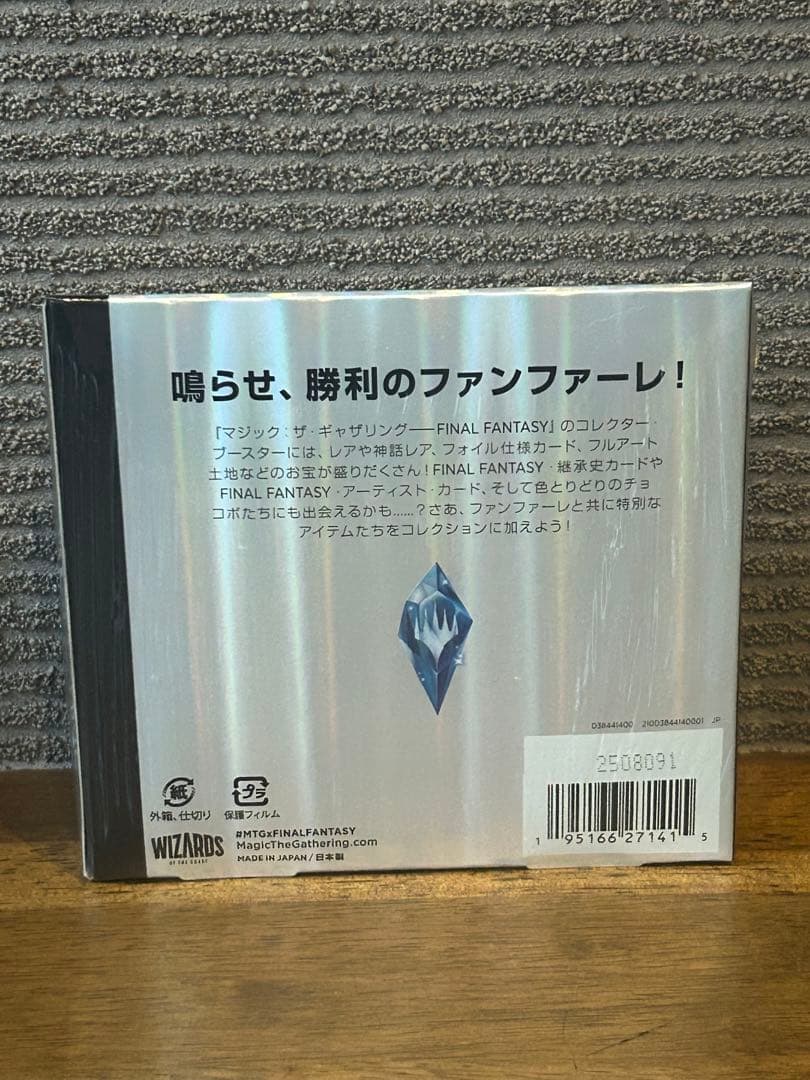 鳴らせ、勝利のファンファーレ！
『マジック：ザ・ギャザリング──FINAL FANTASY』のコレクター・
ブースターには、レアや神話レア、フォイル仕様カード、フルアート
土地などのお宝が盛りだくさん！FINAL FANTASY・継承史カードや
FINAL FANTASY・アーティスト・カード、そして色とりどりのチョ
コボたちにも出会えるかも……？さあ、ファンファーレと共に特別な
アイテムたちをコレクションに加えよう！
D38441400 210D3844140001 JP
2508091
1 95166 27141 5
紙
外箱、仕切り
プラ
保護フィルム
WIZARDS
OF THE COAST
#MTGxFINALFANTASY
MagicTheGathering.com
MADE IN JAPAN / 日本製